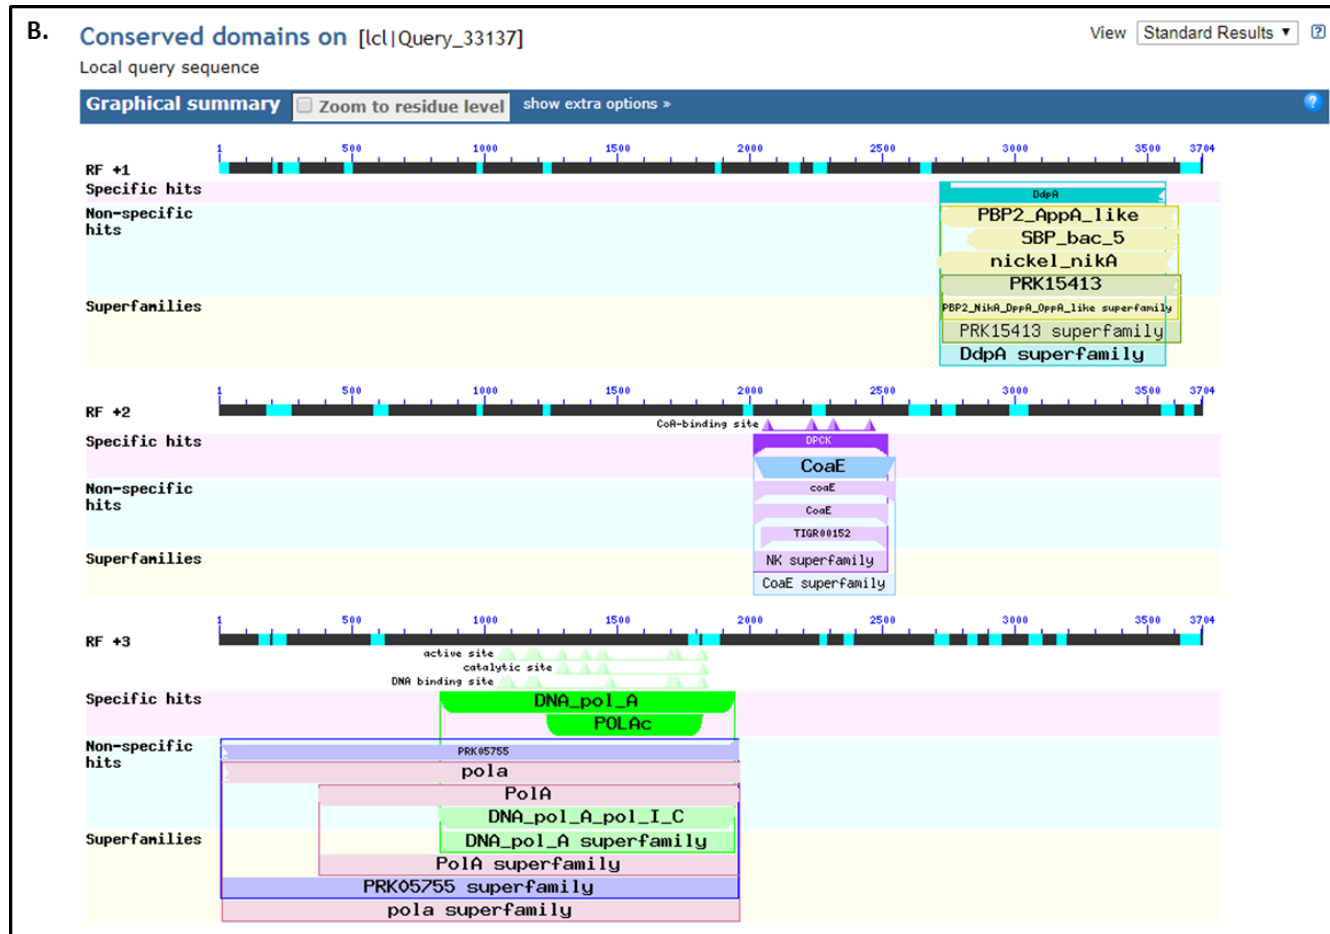 B.
Conserved domains on [lcl|Query_33137]
View Standard Results ▼ ?
Local query sequence
Graphical summary Zoom to residue level show extra options » ?
1 500 1000 1500 2000 2500 3000 3500 3704
RF +1
Specific hits
DdpA
Non-specific hits
PBP2_AppA_like
SBP_bac_5
nickel_nikA
PRK15413
Superfamilies
PBP2_NikA_DppA_OppA_like superfamily
PRK15413 superfamily
DdpA superfamily
1 500 1000 1500 2000 2500 3000 3500 3704
RF +2
CoA-binding site
Specific hits
DPCK
CoaE
Non-specific hits
coaE
CoaE
TIGR00152
Superfamilies
NK superfamily
CoaE superfamily
1 500 1000 1500 2000 2500 3000 3500 3704
RF +3
active site
catalytic site
DNA binding site
Specific hits
DNA_pol_A
POLAc
Non-specific hits
PRK05755
pola
PolA
DNA_pol_A_pol_I_C
Superfamilies
DNA_pol_A superfamily
PolA superfamily
PRK05755 superfamily
pola superfamily